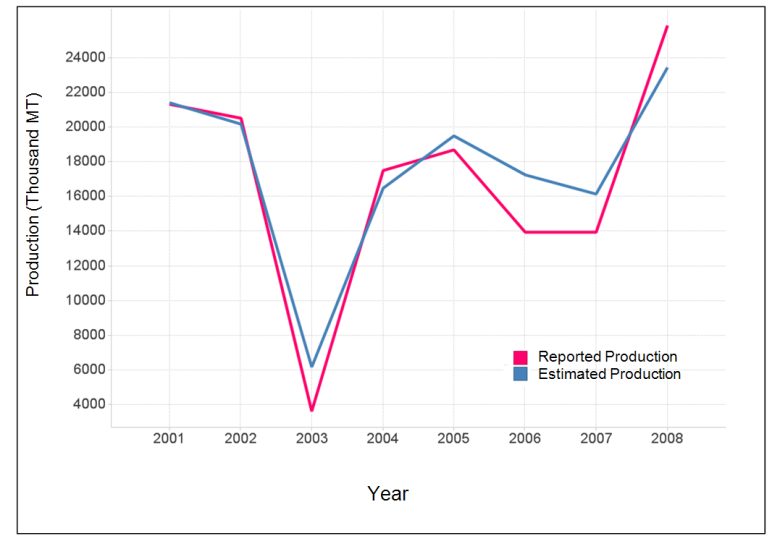 Production (Thousand MT)
24000
22000
20000
18000
16000
14000
12000
10000
8000
6000
4000
Reported Production
Estimated Production
2001 2002 2003 2004 2005 2006 2007 2008
Year